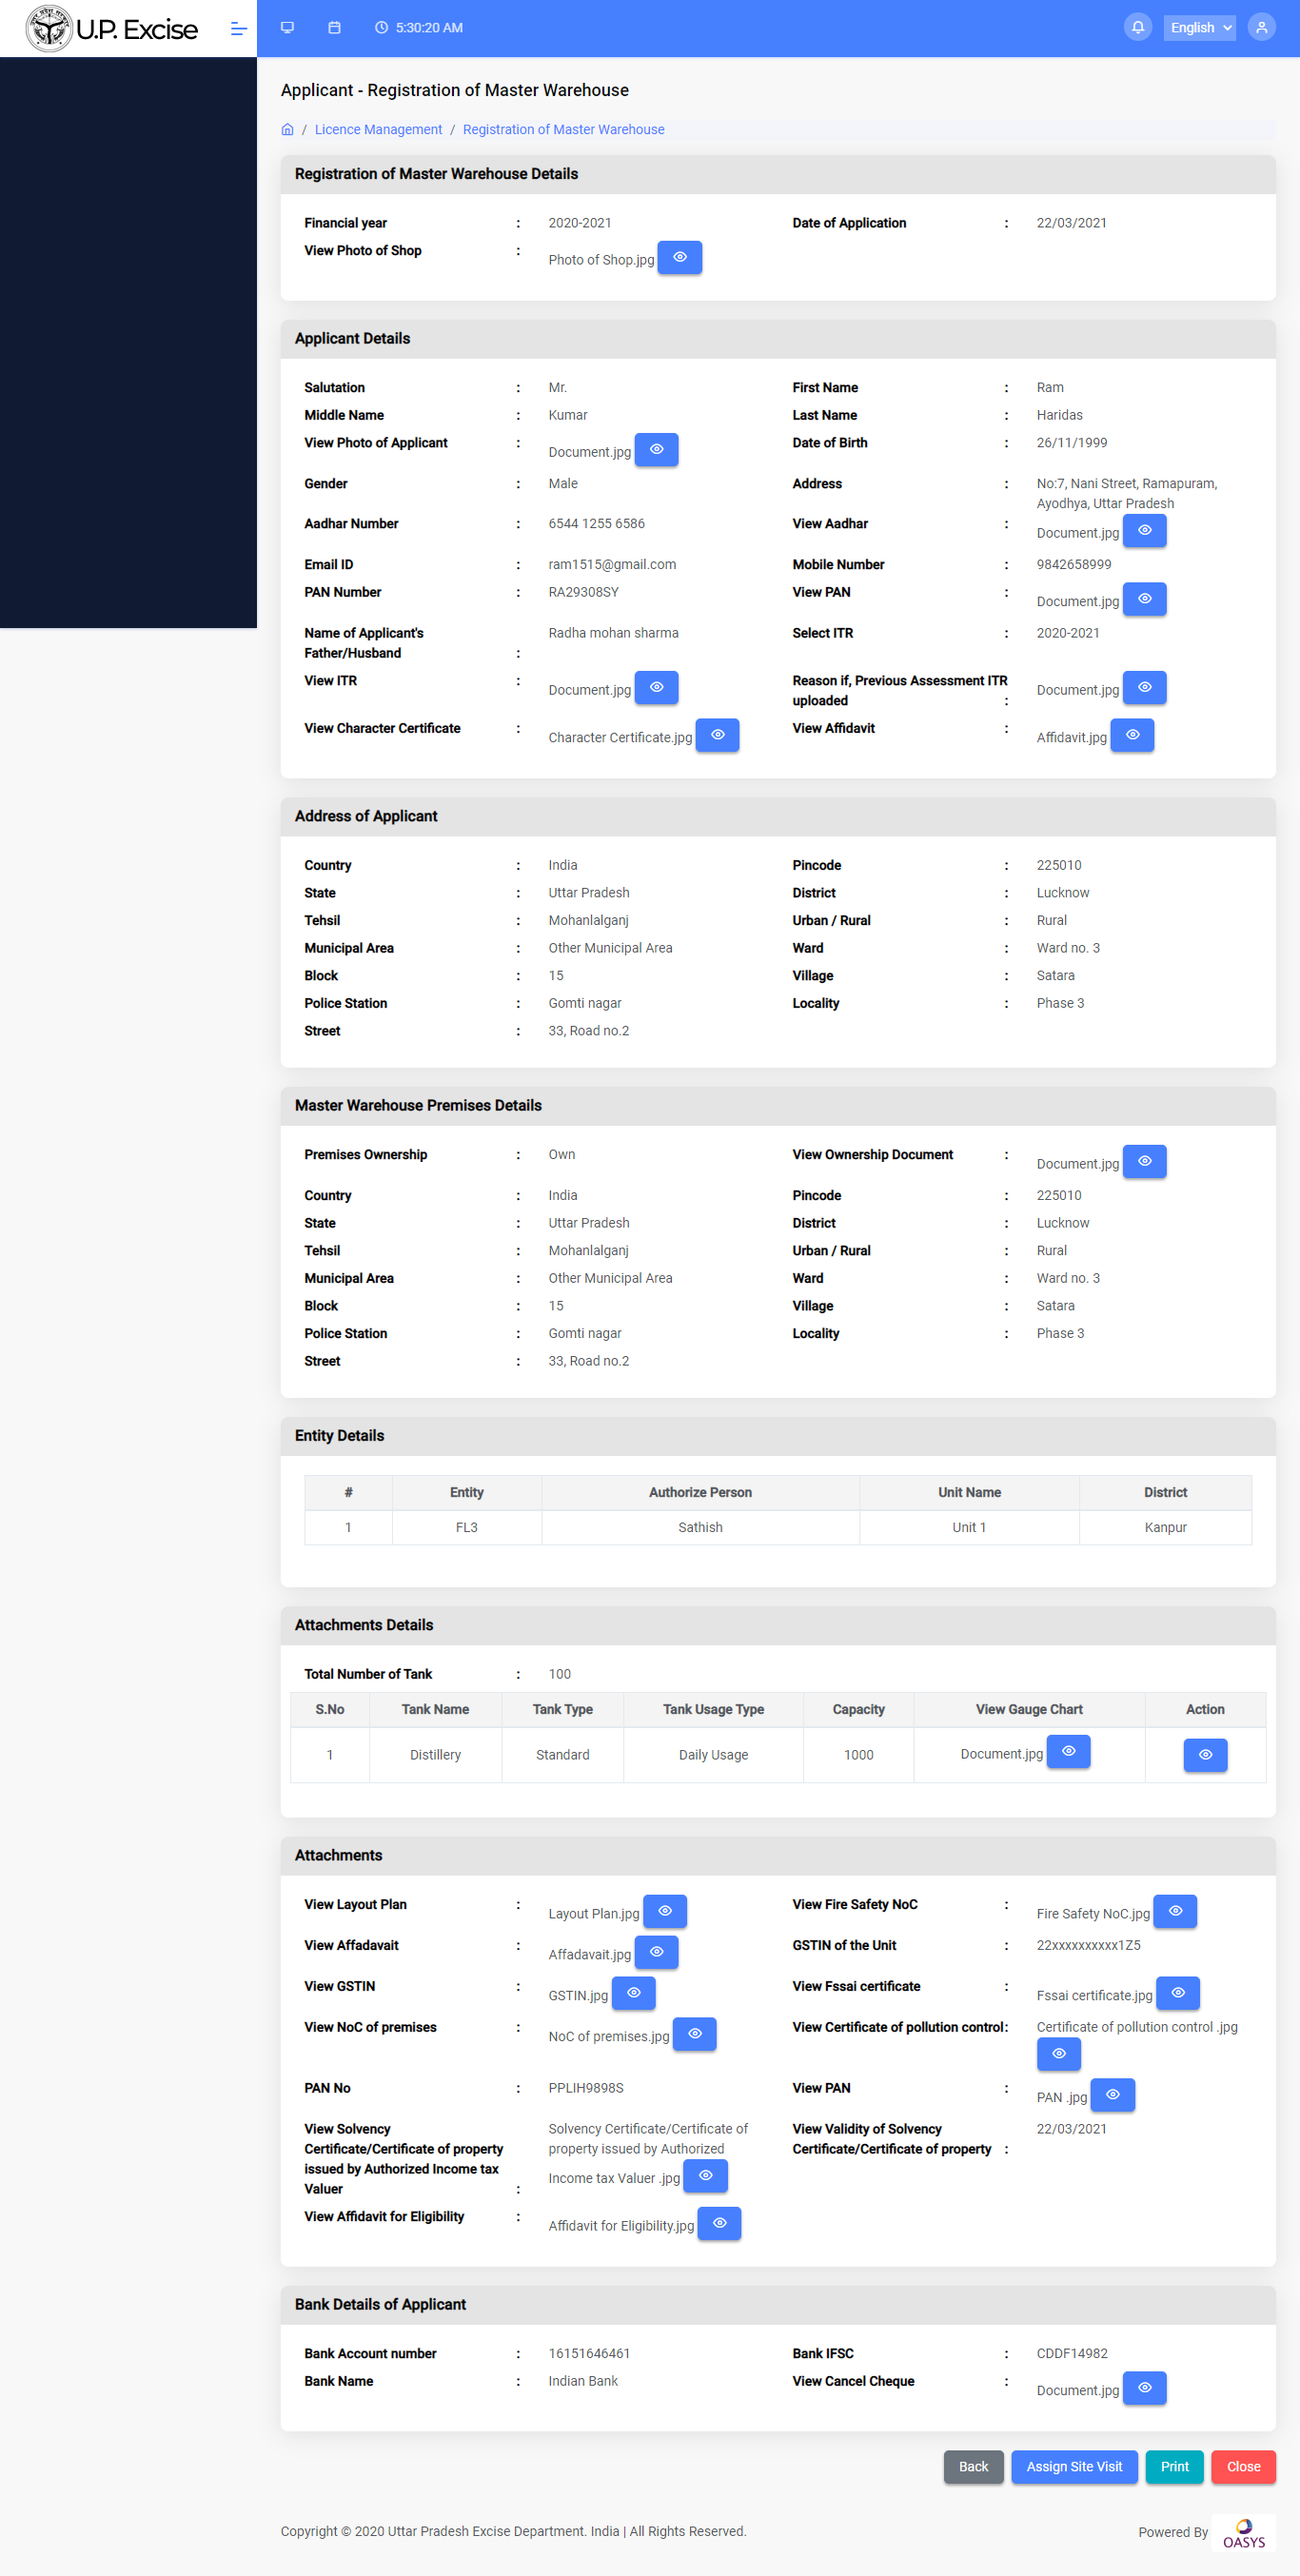 U.P. Excise
5:30:20 AM
English
Applicant - Registration of Master Warehouse
/ Licence Management / Registration of Master Warehouse
Registration of Master Warehouse Details
Financial year : 2020-2021 Date of Application : 22/03/2021
View Photo of Shop : Photo of Shop.jpg
Applicant Details
Salutation : Mr. First Name : Ram
Middle Name : Kumar Last Name : Haridas
View Photo of Applicant : Document.jpg Date of Birth : 26/11/1999
Gender : Male Address : No:7, Nani Street, Ramapuram,
Ayodhya, Uttar Pradesh
Aadhar Number : 6544 1255 6586 View Aadhar : Document.jpg
Email ID : ram1515@gmail.com Mobile Number : 9842658999
PAN Number : RA29308SY View PAN : Document.jpg
Name of Applicant's Radha mohan sharma Select ITR : 2020-2021
Father/Husband :
View ITR : Document.jpg Reason if, Previous Assessment ITR Document.jpg
uploaded :
View Character Certificate : Character Certificate.jpg View Affidavit : Affidavit.jpg
Address of Applicant
Country : India Pincode : 225010
State : Uttar Pradesh District : Lucknow
Tehsil : Mohanlalganj Urban / Rural : Rural
Municipal Area : Other Municipal Area Ward : Ward no. 3
Block : 15 Village : Satara
Police Station : Gomti nagar Locality : Phase 3
Street : 33, Road no.2
Master Warehouse Premises Details
Premises Ownership : Own View Ownership Document : Document.jpg
Country : India Pincode : 225010
State : Uttar Pradesh District : Lucknow
Tehsil : Mohanlalganj Urban / Rural : Rural
Municipal Area : Other Municipal Area Ward : Ward no. 3
Block : 15 Village : Satara
Police Station : Gomti nagar Locality : Phase 3
Street : 33, Road no.2
Entity Details
# Entity Authorize Person Unit Name District
1 FL3 Sathish Unit 1 Kanpur
Attachments Details
Total Number of Tank : 100
S.No Tank Name Tank Type Tank Usage Type Capacity View Gauge Chart Action
1 Distillery Standard Daily Usage 1000 Document.jpg
Attachments
View Layout Plan : Layout Plan.jpg View Fire Safety NoC : Fire Safety NoC.jpg
View Affadavait : Affadavait.jpg GSTIN of the Unit : 22xxxxxxxxxx1Z5
View GSTIN : GSTIN.jpg View Fssai certificate : Fssai certificate.jpg
View NoC of premises : NoC of premises.jpg View Certificate of pollution control : Certificate of pollution control .jpg
PAN No : PPLIH9898S View PAN : PAN .jpg
View Solvency Solvency Certificate/Certificate of View Validity of Solvency 22/03/2021
Certificate/Certificate of property property issued by Authorized Certificate/Certificate of property :
issued by Authorized Income tax Income tax Valuer .jpg
Valuer :
View Affidavit for Eligibility : Affidavit for Eligibility.jpg
Bank Details of Applicant
Bank Account number : 16151646461 Bank IFSC : CDDF14982
Bank Name : Indian Bank View Cancel Cheque : Document.jpg
Back Assign Site Visit Print Close
Copyright © 2020 Uttar Pradesh Excise Department. India | All Rights Reserved. Powered By OASYS